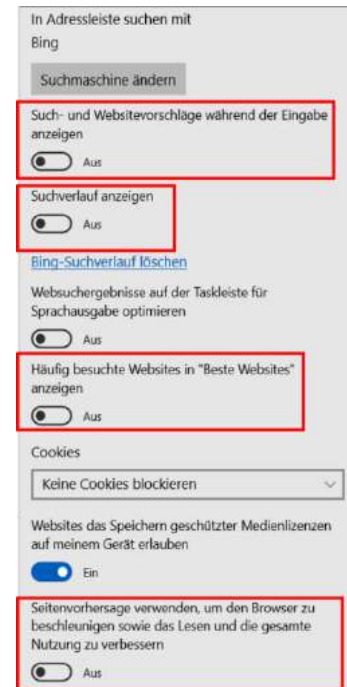 In Adressleiste suchen mit
Bing
Suchmaschine ändern
Such- und Websitevorschläge während der Eingabe
anzeigen
Aus
Suchverlauf anzeigen
Aus
Bing-Suchverlauf löschen
Websuchergebnisse auf der Taskleiste für
Sprachausgabe optimieren
Aus
Häufig besuchte Websites in "Beste Websites"
anzeigen
Aus
Cookies
Keine Cookies blockieren
Websites das Speichern geschützter Medienlizenzen
auf meinem Gerät erlauben
Ein
Seitenvorhersage verwenden, um den Browser zu
beschleunigen sowie das Lesen und die gesamte
Nutzung zu verbessern
Aus